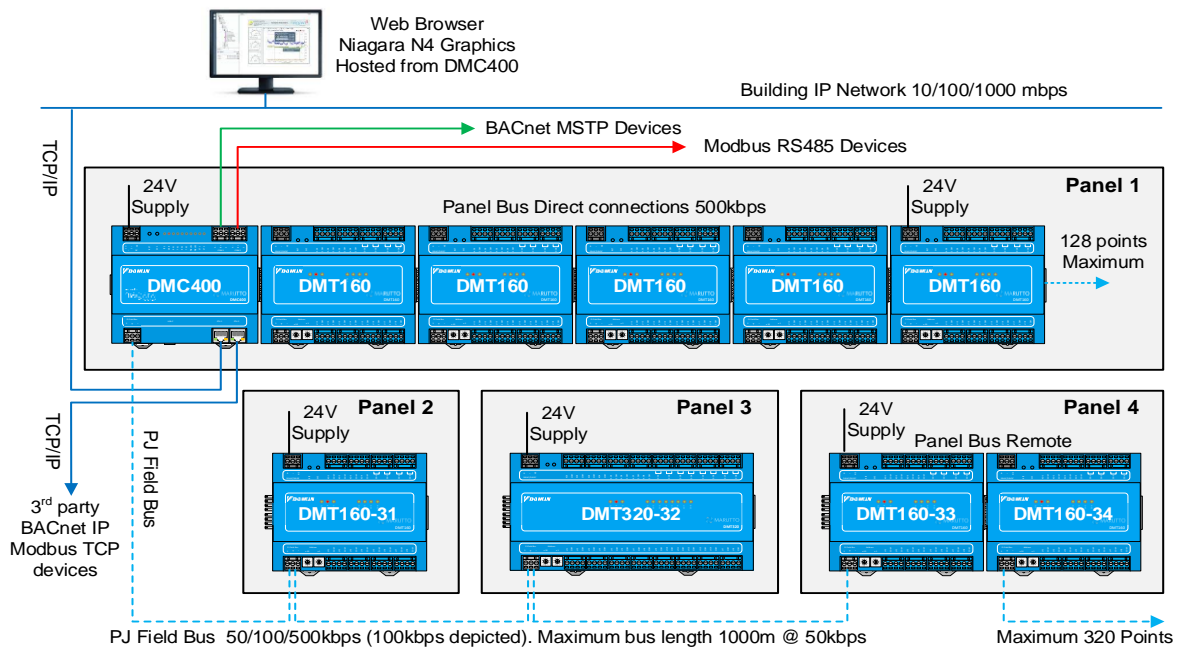 Web Browser
Niagara N4 Graphics
Hosted from DMC400
Building IP Network 10/100/1000 mbps
BACnet MSTP Devices
Modbus RS485 Devices
TCP/IP
Panel 1
24V
Supply
Panel Bus Direct connections 500kbps
24V
Supply
128 points
Maximum
DMC400
DMT160
DMT160
DMT160
DMT160
DMT160
TCP/IP
PJ Field Bus
3rd party
BACnet IP
Modbus TCP
devices
Panel 2
24V
Supply
DMT160-31
Panel 3
24V
Supply
DMT320-32
Panel 4
24V
Supply
Panel Bus Remote
DMT160-33
DMT160-34
PJ Field Bus 50/100/500kbps (100kbps depicted). Maximum bus length 1000m @ 50kbps
Maximum 320 Points